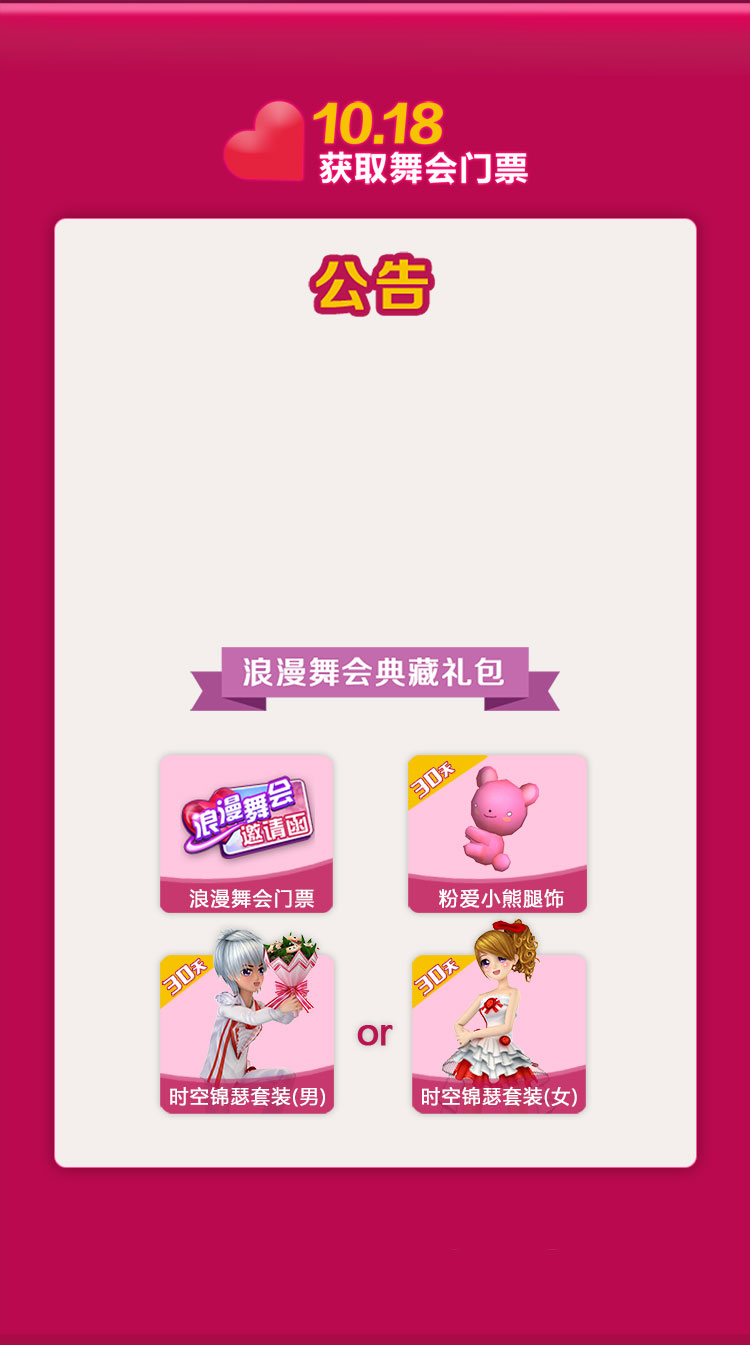 10.18
获取舞会门票
公告
浪漫舞会典藏礼包
浪漫舞会
邀请函
浪漫舞会门票
30天
粉爱小熊腿饰
30天
时空锦瑟套装(男)
or
30天
时空锦瑟套装(女)